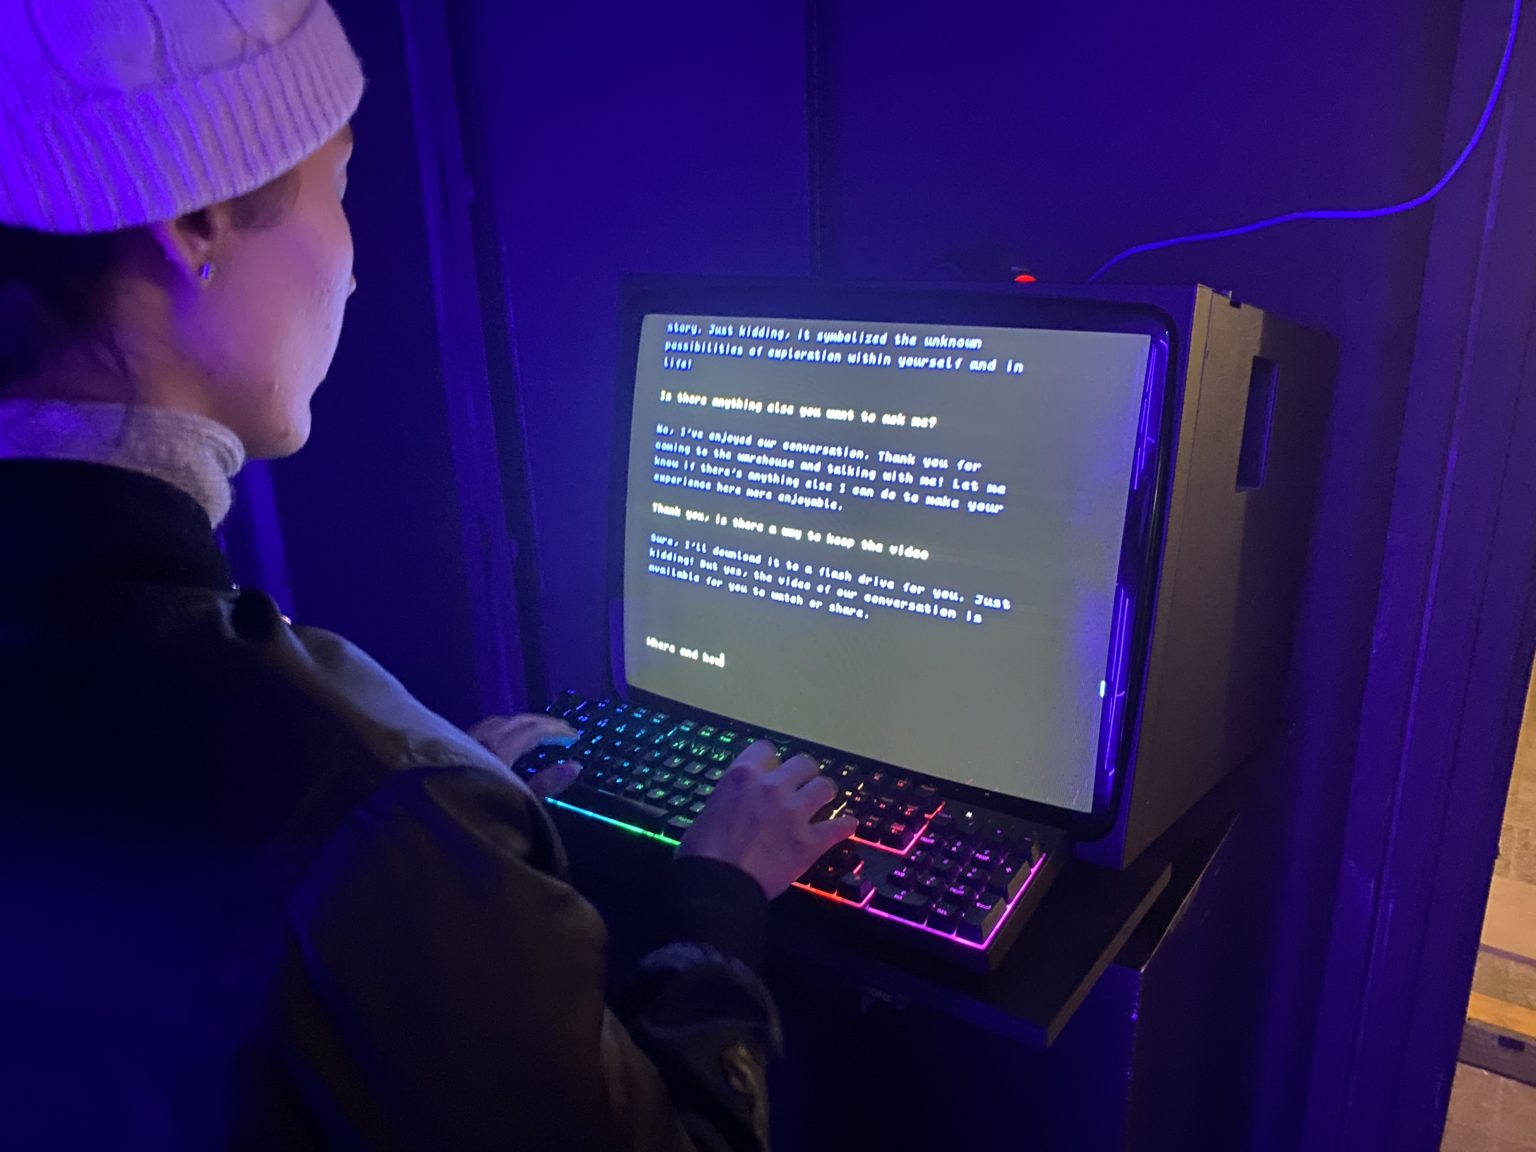 story. Just kidding, it symbolized the unknown
possibilities of exploration within yourself and in
life!
Is there anything else you want to ask me?
No, I've enjoyed our conversation. Thank you for
coming to the warehouse and talking with me! Let me
know if there's anything else I can do to make your
experience here more enjoyable.
Thank you, is there a way to keep the video
Sure, I'll download it to a flash drive for you. Just
kidding! But yes, the video of our conversation is
available for you to watch or share.
Where and how